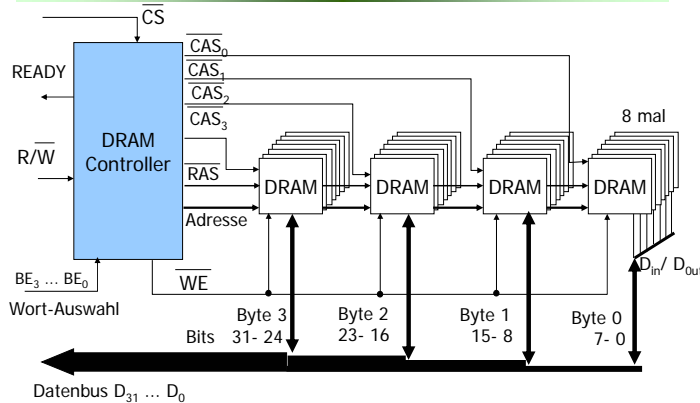 CS
CAS0
READY
CAS1
CAS2
8 mal
CAS3
DRAM
Controller
R/W
RAS
DRAM
DRAM
DRAM
DRAM
Adresse
BE3 ... BE0
WE
Din/ D0ut
Wort-Auswahl
Byte 3
Byte 2
Byte 1
Byte 0
Bits
31- 24
23- 16
15- 8
7- 0
Datenbus D31 ... D0